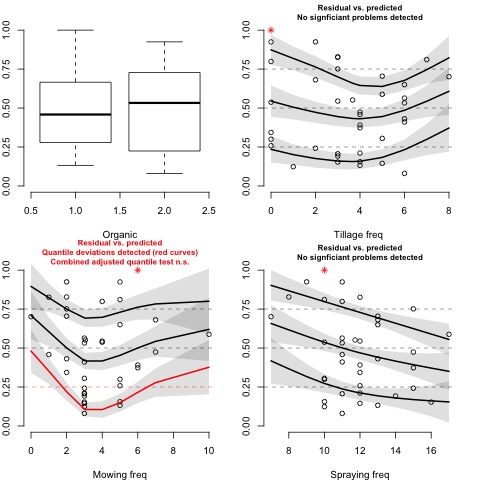 0.00 0.25 0.50 0.75 1.00
0.5 1.0 1.5 2.0 2.5
Organic
Residual vs. predicted
No signficiant problems detected
0.00 0.25 0.50 0.75 1.00
0 2 4 6 8
Tillage freq
Residual vs. predicted
Quantile deviations detected (red curves)
Combined adjusted quantile test n.s.
0.00 0.25 0.50 0.75 1.00
0 2 4 6 8 10
Mowing freq
Residual vs. predicted
No signficiant problems detected
0.00 0.25 0.50 0.75 1.00
8 10 12 14 16
Spraying freq